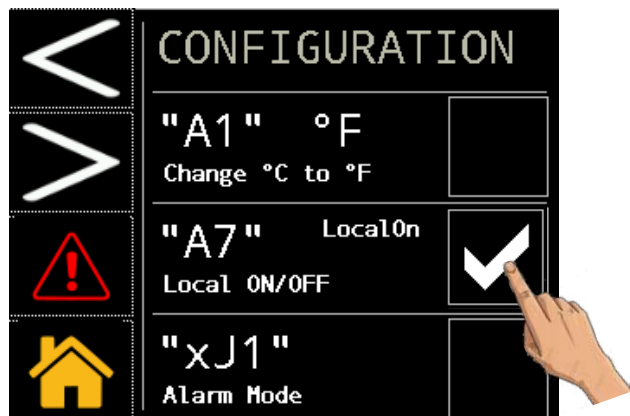 CONFIGURATION
"A1" °F
Change °C to °F
"A7" LocalOn
Local ON/OFF
"xJ1"
Alarm Mode